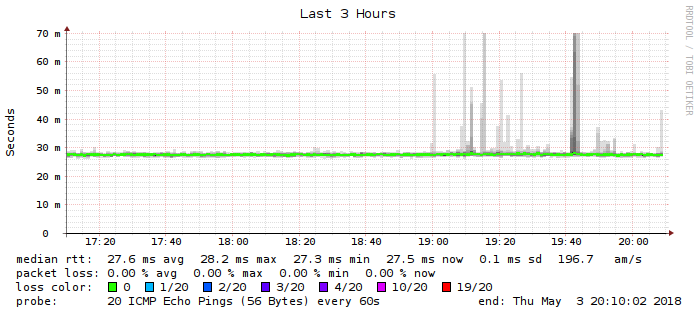 Last 3 Hours
RRDTOOL / TOBI OETIKER
Seconds
70 m
60 m
50 m
40 m
30 m
20 m
10 m
0
17:20 17:40 18:00 18:20 18:40 19:00 19:20 19:40 20:00
median rtt: 27.6 ms avg 28.2 ms max 27.3 ms min 27.5 ms now 0.1 ms sd 196.7 am/s
packet loss: 0.00 % avg 0.00 % max 0.00 % min 0.00 % now
loss color: 0 1/20 2/20 3/20 4/20 10/20 19/20
probe: 20 ICMP Echo Pings (56 Bytes) every 60s end: Thu May 3 20:10:02 2018